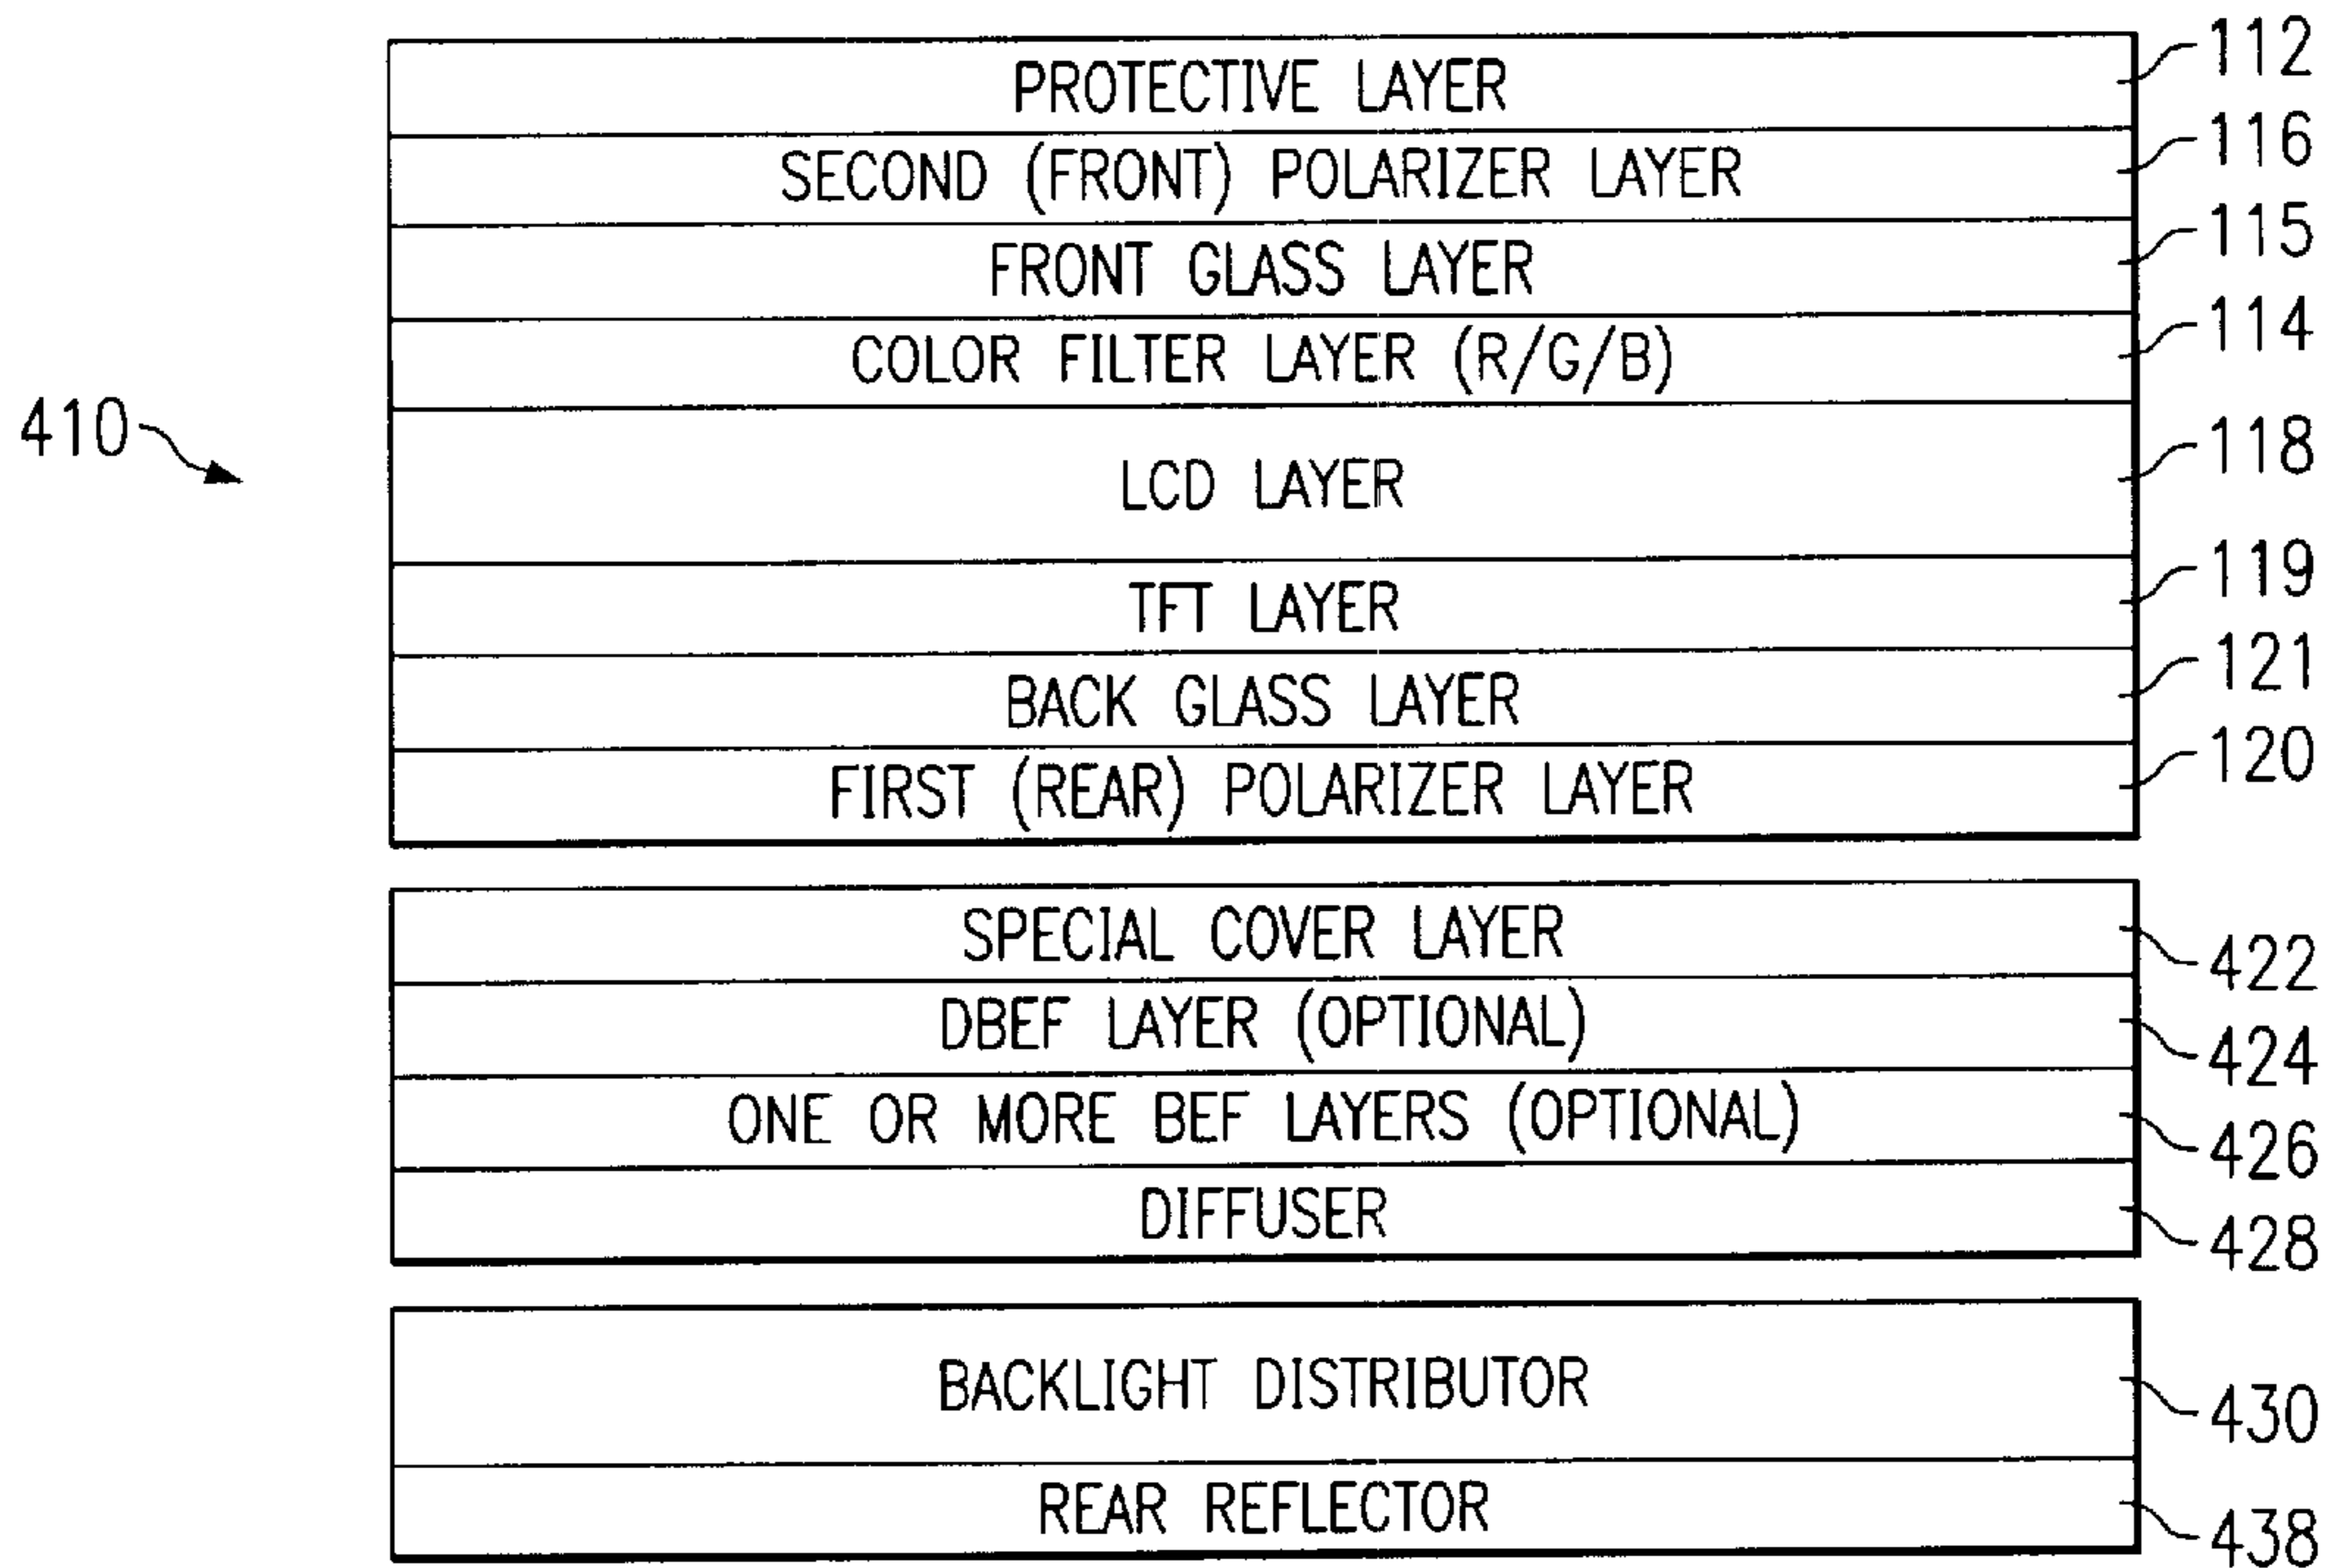 PROTECTIVE LAYER 112
SECOND (FRONT) POLARIZER LAYER 116
FRONT GLASS LAYER 115
COLOR FILTER LAYER (R/G/B) 114
410
LCD LAYER 118
TFT LAYER 119
BACK GLASS LAYER 121
FIRST (REAR) POLARIZER LAYER 120
SPECIAL COVER LAYER 422
DBEF LAYER (OPTIONAL) 424
ONE OR MORE BEF LAYERS (OPTIONAL) 426
DIFFUSER 428
BACKLIGHT DISTRIBUTOR 430
REAR REFLECTOR 438